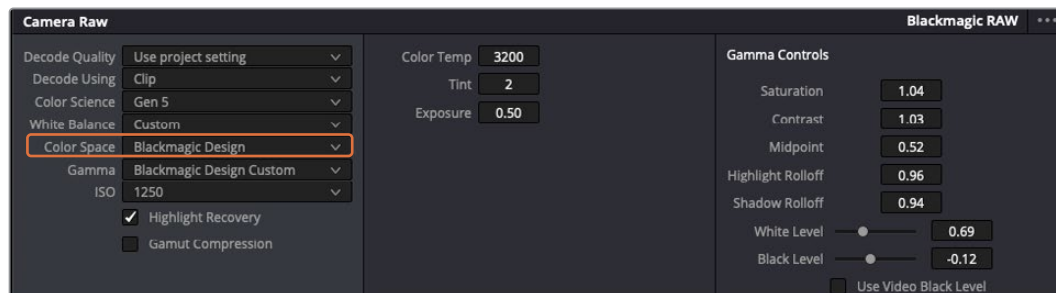 Camera Raw
Blackmagic RAW
Decode Quality Use project setting
Decode Using Clip
Color Science Gen 5
White Balance Custom
Color Space Blackmagic Design
Gamma Blackmagic Design Custom
ISO 1250
Highlight Recovery
Gamut Compression
Color Temp 3200
Tint 2
Exposure 0.50
Gamma Controls
Saturation 1.04
Contrast 1.03
Midpoint 0.52
Highlight Rolloff 0.96
Shadow Rolloff 0.94
White Level 0.69
Black Level -0.12
Use Video Black Level